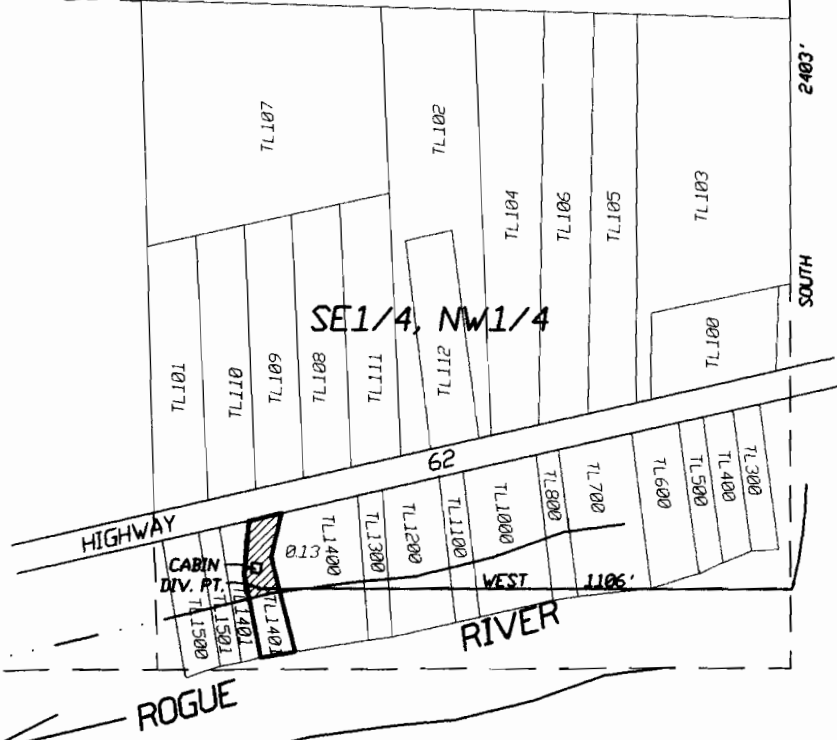 TL107
TL102
TL104
TL106
TL105
TL103
2403'
SOUTH
SE1/4, NW1/4
TL100
TL101
TL110
TL109
TL108
TL111
TL112
62
HIGHWAY
TL300
TL400
TL500
TL600
TL700
TL800
TL1000
TL1100
TL1200
TL1300
TL1400
0.13
CABIN
DIV. PT.
WEST 1106'
TL1500
TL1501
TL1401
TL1401
RIVER
ROGUE